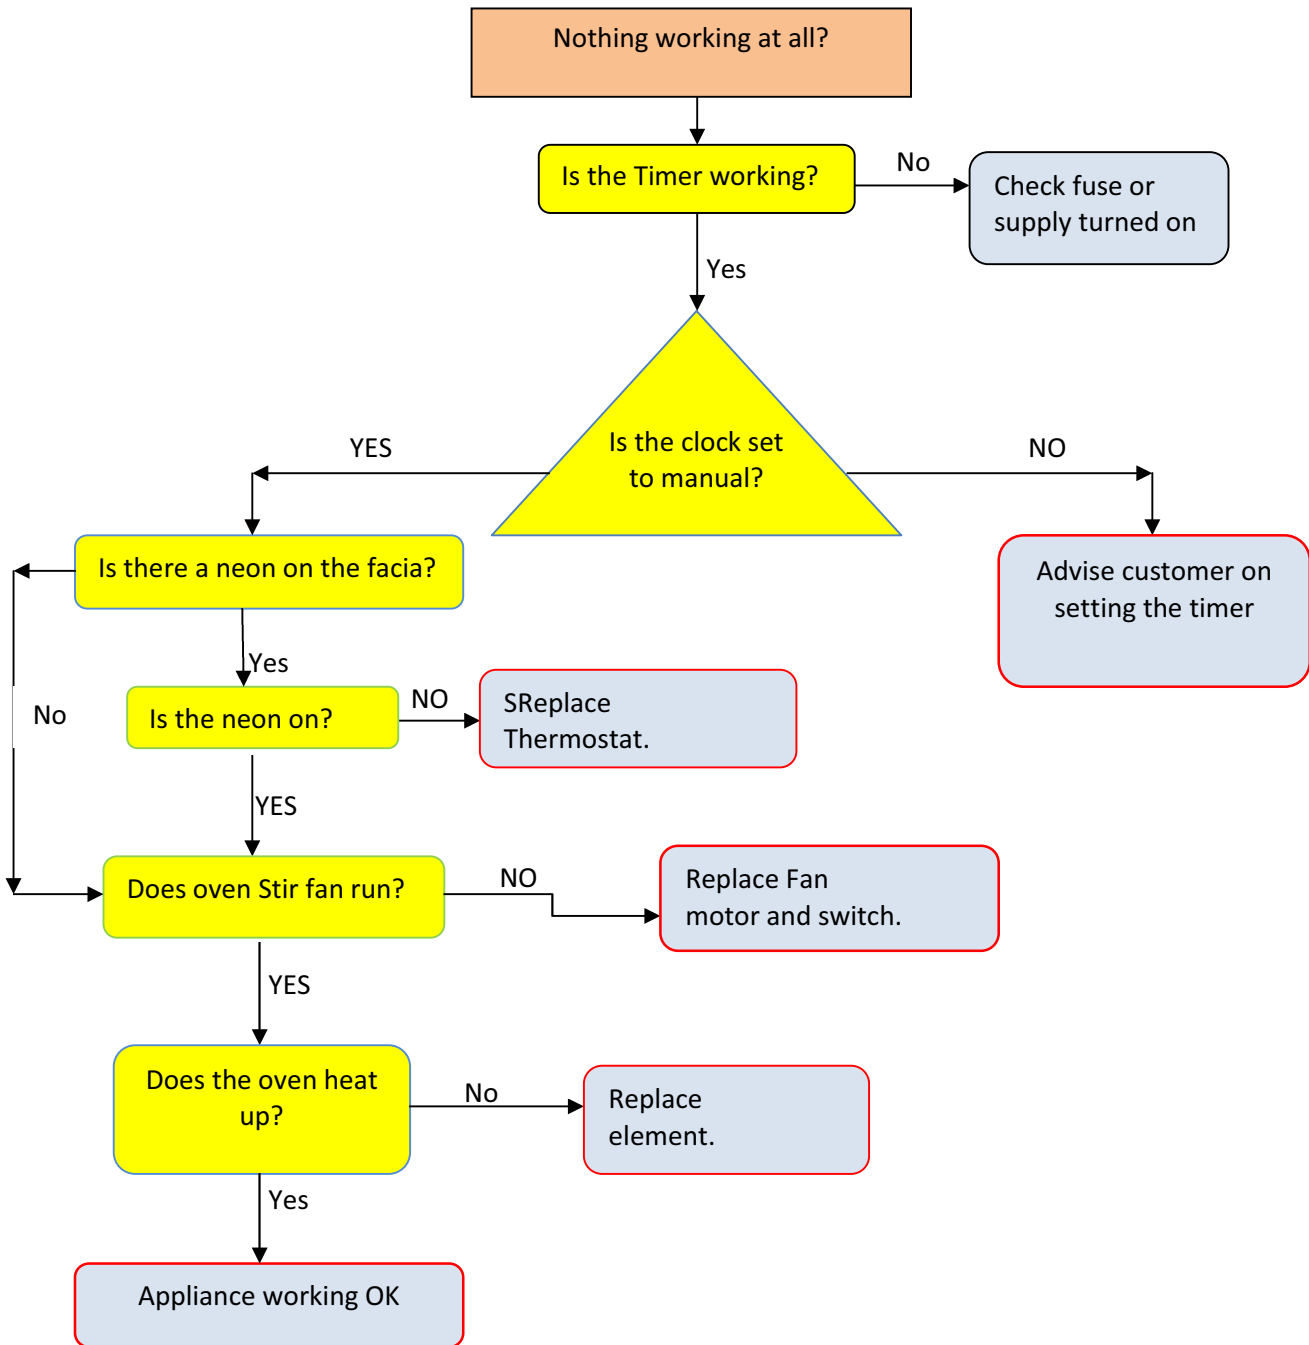 Nothing working at all?
Is the Timer working?
No
Check fuse or
supply turned on
Yes
Is the clock set
to manual?
YES
NO
Is there a neon on the facia?
Advise customer on
setting the timer
Yes
No
Is the neon on?
NO
SReplace
Thermostat.
YES
Does oven Stir fan run?
NO
Replace Fan
motor and switch.
YES
Does the oven heat
up?
No
Replace
element.
Yes
Appliance working OK